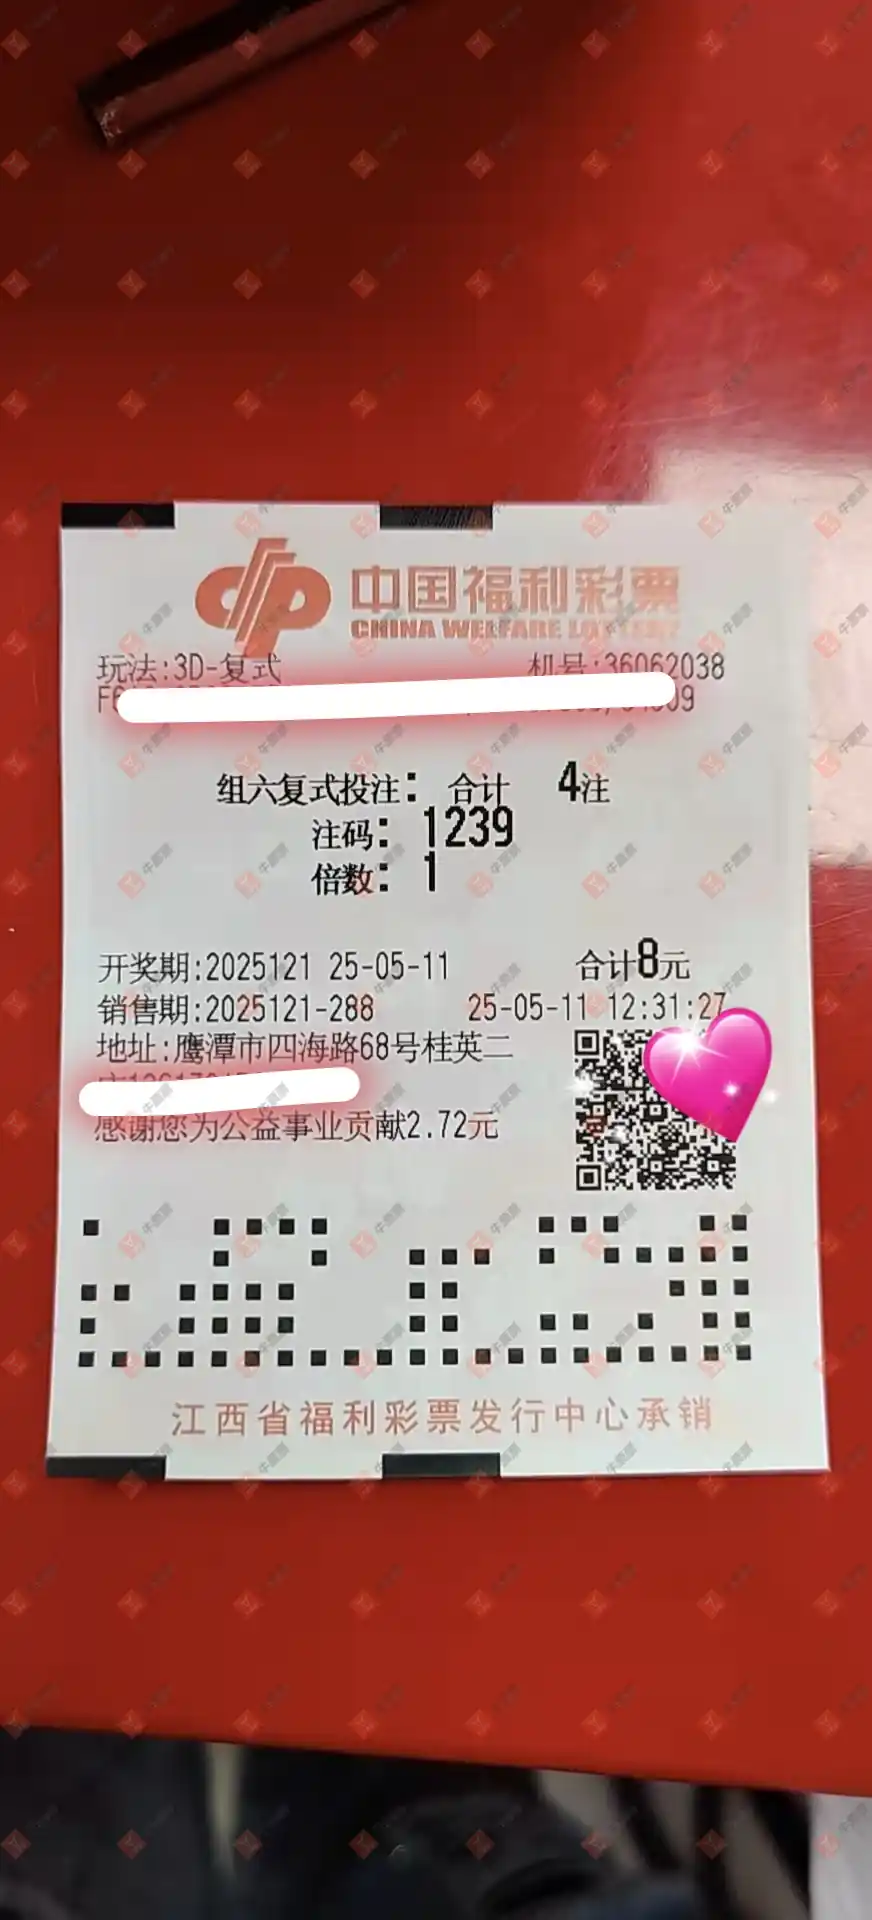 中国福利彩票
CHINA WELFARE LOTTERY
玩法:3D-复式 机号:36062038
组六复式投注: 合计 4注
注码: 1239
倍数: 1
开奖期:2025121 25-05-11 合计8元
销售期:2025121-288 25-05-11 12:31:27
地址:鹰潭市四海路68号桂英二
感谢您为公益事业贡献2.72元
江西省福利彩票发行中心承销